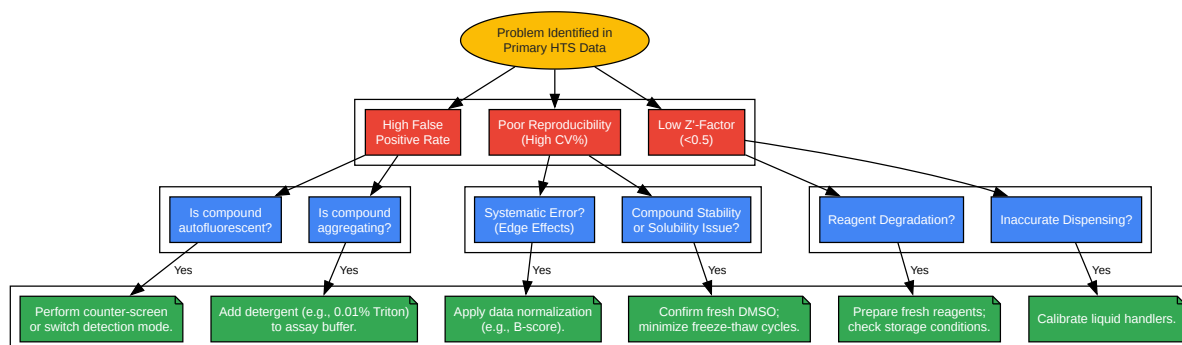 Problem Identified in
Primary HTS Data
High False
Positive Rate
Poor Reproducibility
(High CV%)
Low Z'-Factor
(<0.5)
Is compound
autofluorescent?
Is compound
aggregating?
Systematic Error?
(Edge Effects)
Compound Stability
or Solubility Issue?
Reagent Degradation?
Inaccurate Dispensing?
Yes
Yes
Yes
Yes
Yes
Yes
Perform counter-screen
or switch detection mode.
Add detergent (e.g., 0.01% Triton)
to assay buffer.
Apply data normalization
(e.g., B-score).
Confirm fresh DMSO;
minimize freeze-thaw cycles.
Prepare fresh reagents;
check storage conditions.
Calibrate liquid handlers.